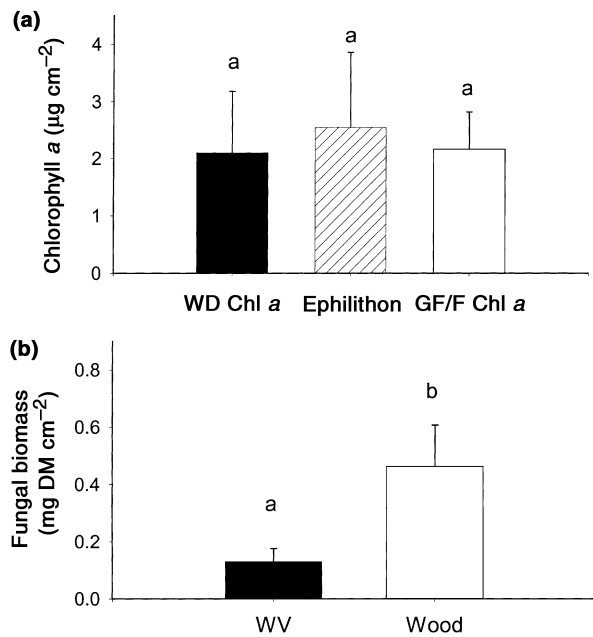 (a)
Chlorophyll a (µg cm−2)
4
3
2
1
0
a
a
a
WD Chl a
Ephilithon
GF/F Chl a
(b)
Fungal biomass
(mg DM cm−2)
0.8
0.6
0.4
0.2
0.0
a
b
WV
Wood